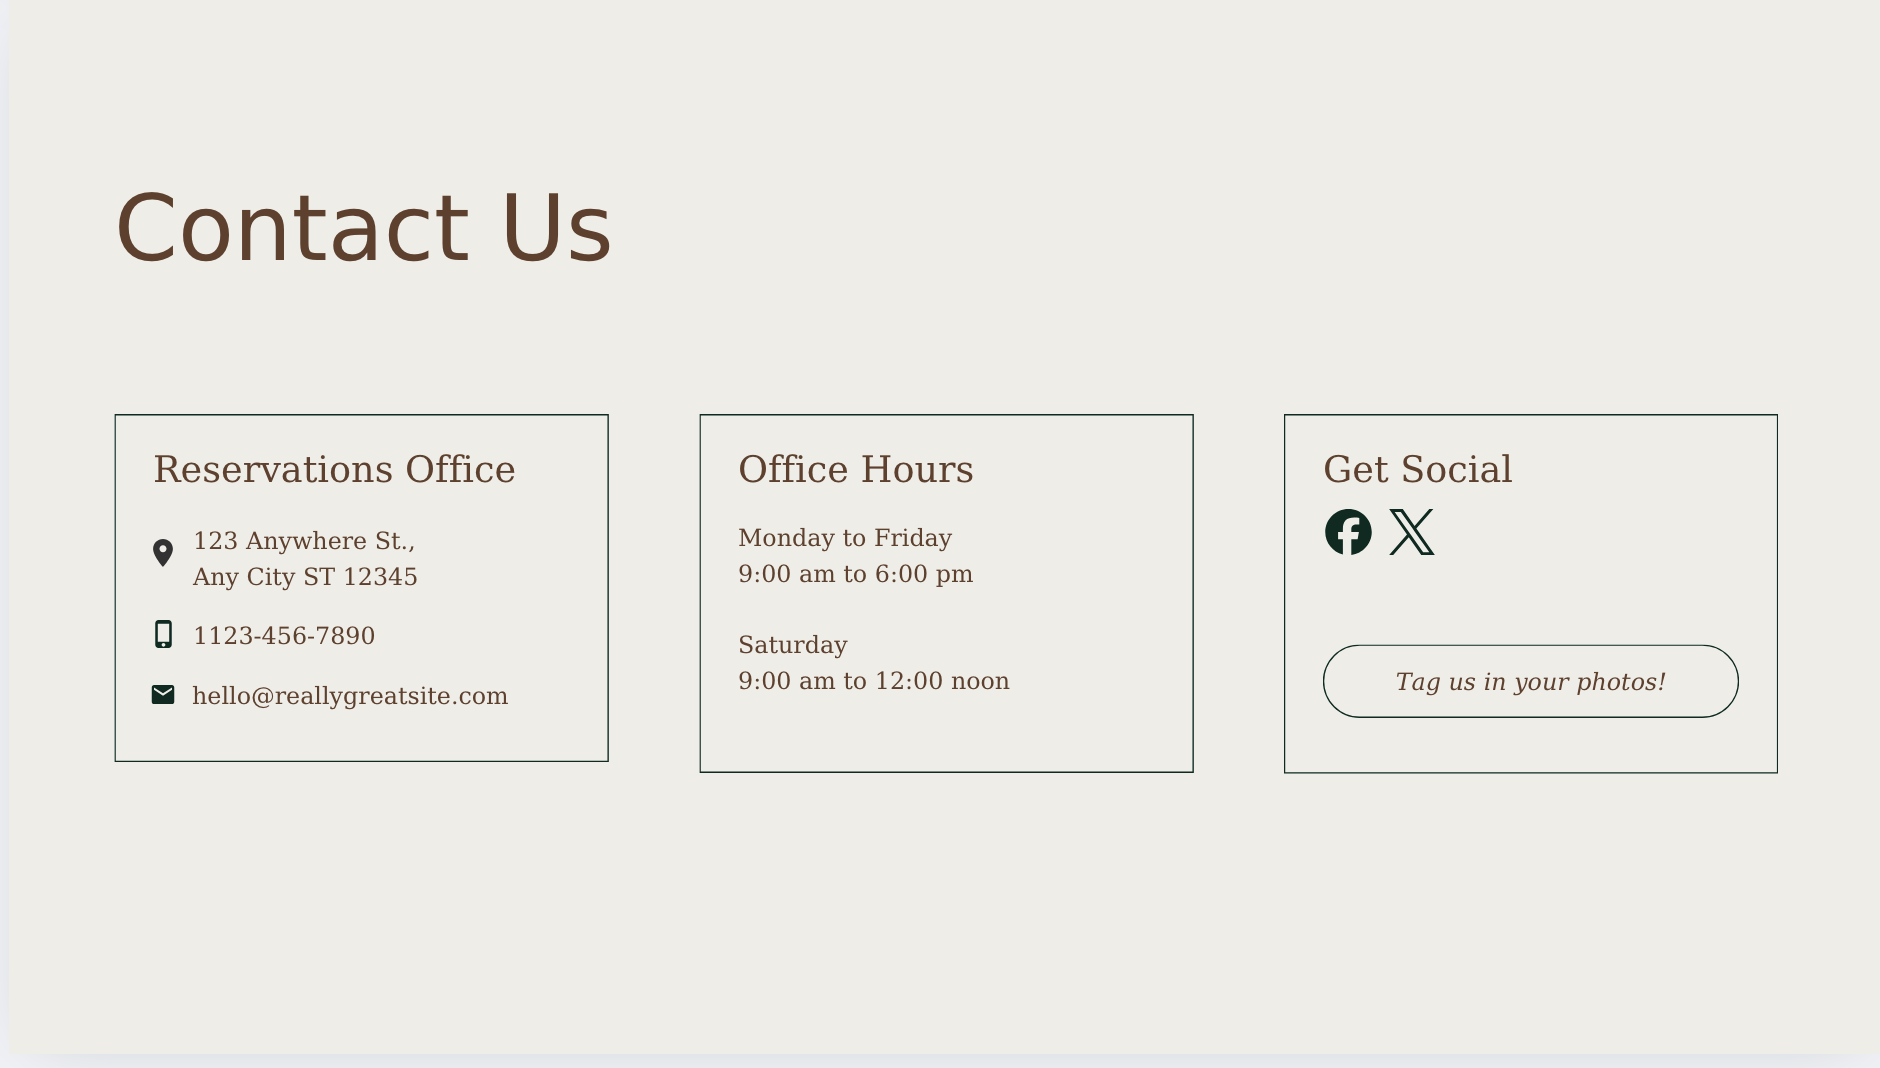 Contact Us
Reservations Office
123 Anywhere St.,
Any City ST 12345
1123-456-7890
hello@reallygreatsite.com
Office Hours
Monday to Friday
9:00 am to 6:00 pm
Saturday
9:00 am to 12:00 noon
Get Social
Tag us in your photos!